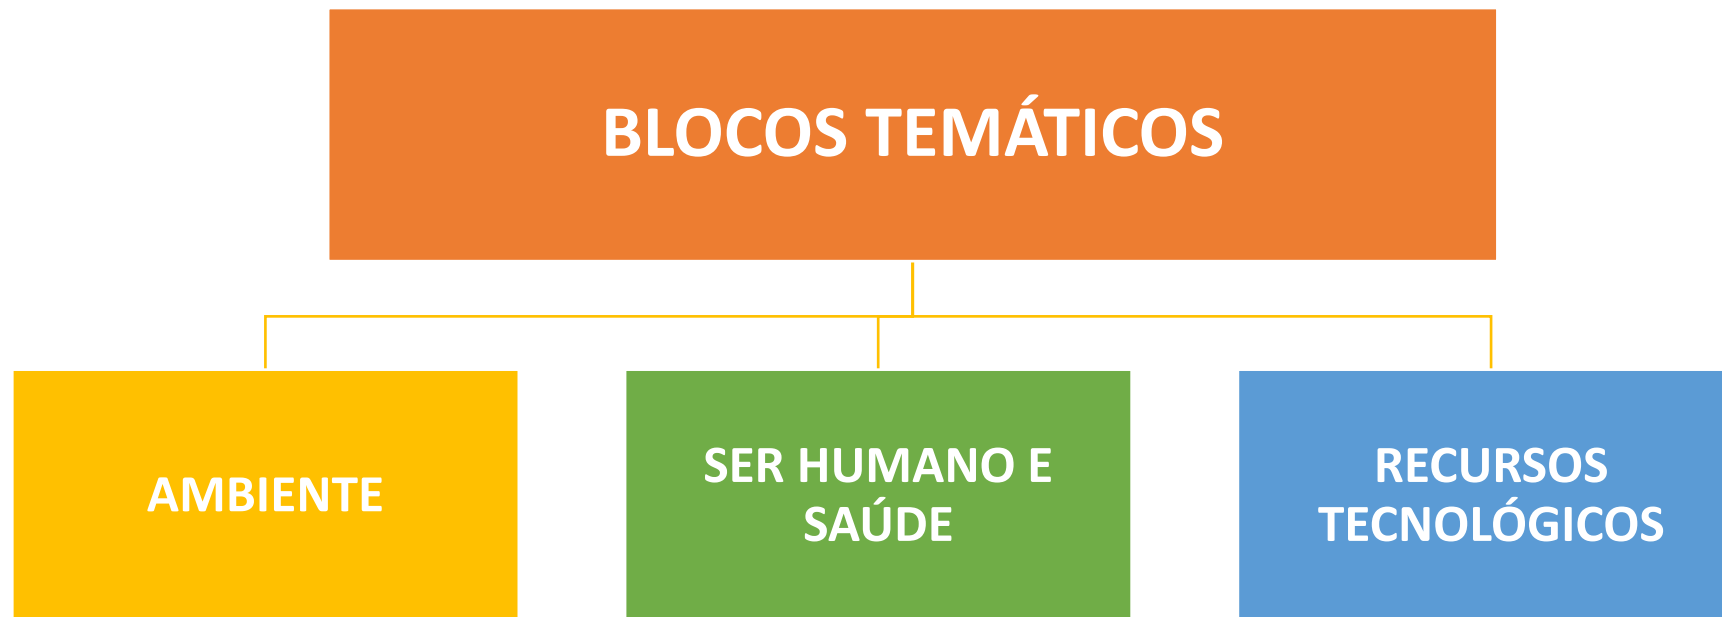 BLOCOS TEMÁTICOS
AMBIENTE
SER HUMANO E
SAÚDE
RECURSOS
TECNOLÓGICOS